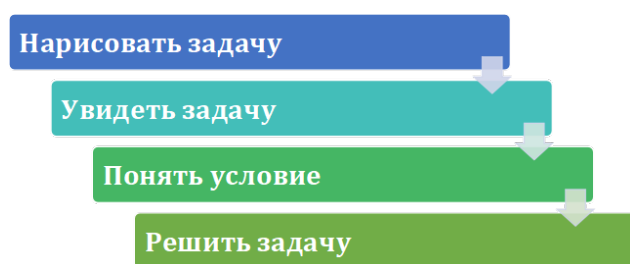 Нарисовать задачу
Увидеть задачу
Понять условие
Решить задачу